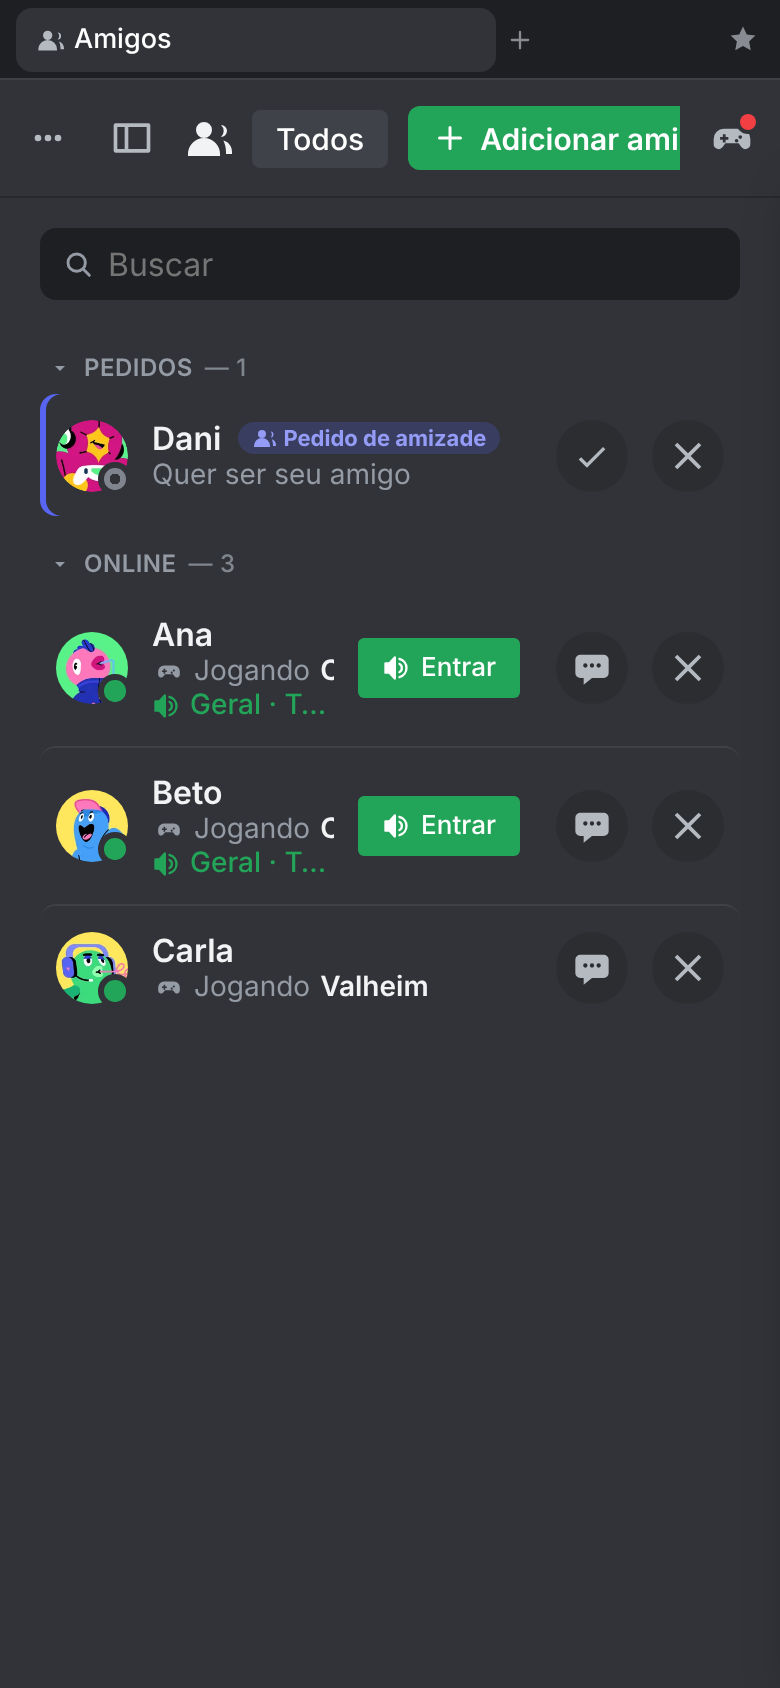 Amigos
Todos
Adicionar ami
Buscar
PEDIDOS — 1
Dani
Pedido de amizade
Quer ser seu amigo
ONLINE — 3
Ana
Jogando C
Geral · T...
Entrar
Beto
Jogando C
Geral · T...
Entrar
Carla
Jogando Valheim